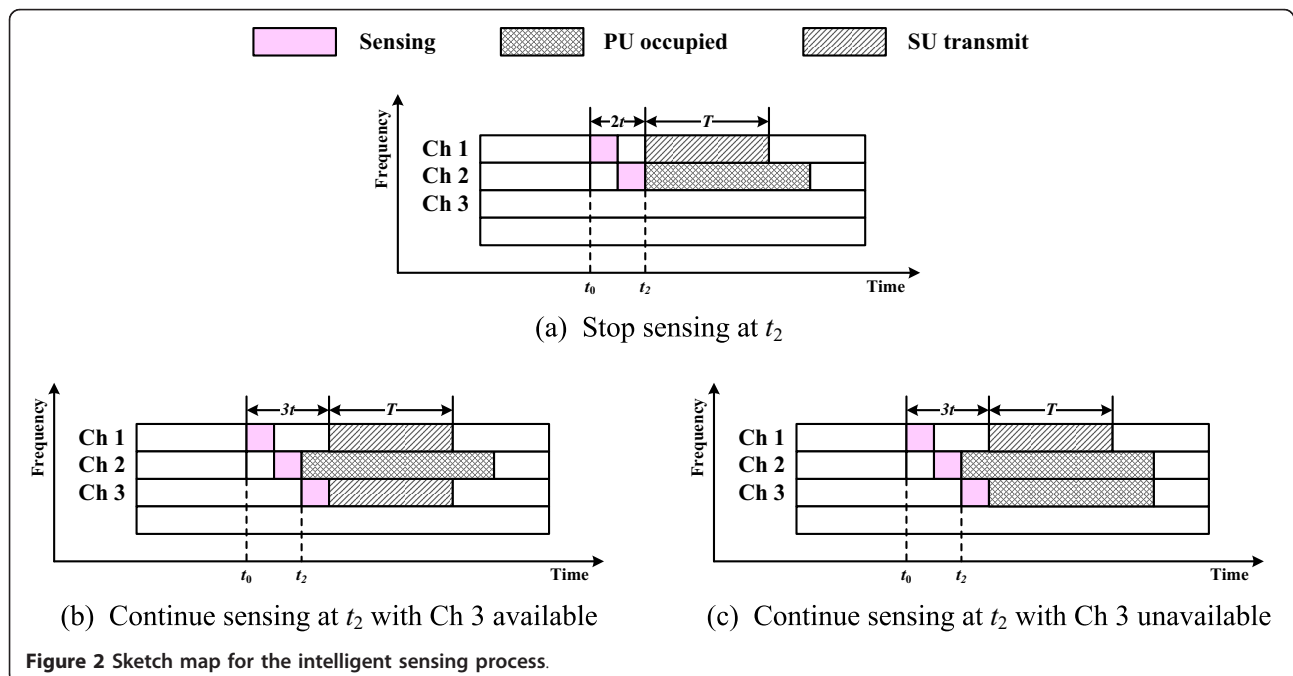 Sensing PU occupied SU transmit
Frequency
2t T
Ch 1
Ch 2
Ch 3
t0 t2 Time
(a) Stop sensing at t2
Frequency
3t T
Ch 1
Ch 2
Ch 3
t0 t2 Time
(b) Continue sensing at t2 with Ch 3 available
Frequency
3t T
Ch 1
Ch 2
Ch 3
t0 t2 Time
(c) Continue sensing at t2 with Ch 3 unavailable
Figure 2 Sketch map for the intelligent sensing process.